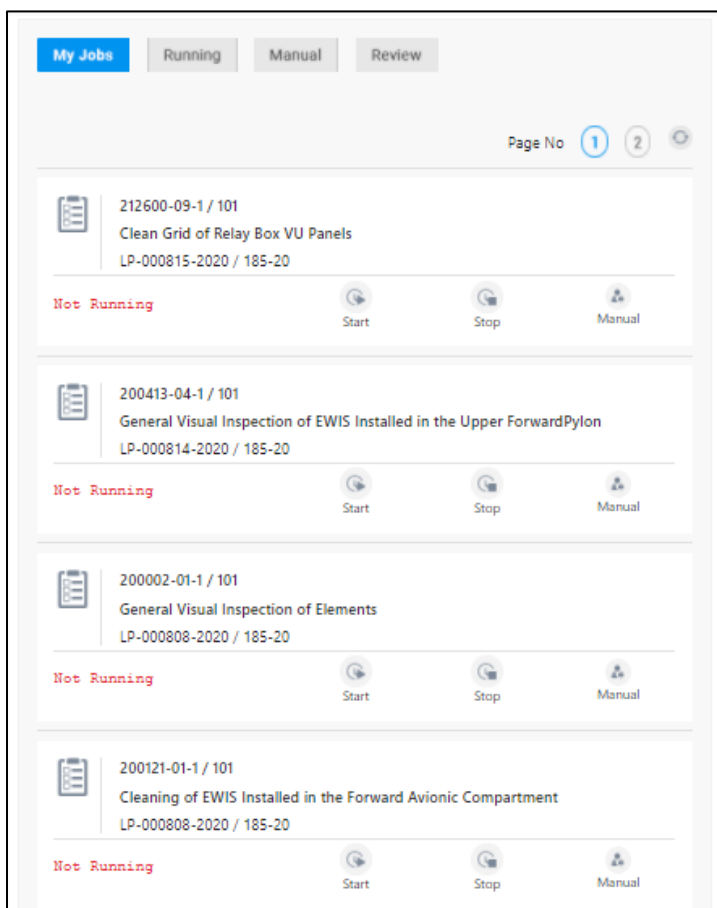 My Jobs Running Manual Review
Page No 1 2
212600-09-1 / 101
Clean Grid of Relay Box VU Panels
LP-000815-2020 / 185-20
Not Running Start Stop Manual
200413-04-1 / 101
General Visual Inspection of EWIS Installed in the Upper ForwardPylon
LP-000814-2020 / 185-20
Not Running Start Stop Manual
200002-01-1 / 101
General Visual Inspection of Elements
LP-000808-2020 / 185-20
Not Running Start Stop Manual
200121-01-1 / 101
Cleaning of EWIS Installed in the Forward Avionic Compartment
LP-000808-2020 / 185-20
Not Running Start Stop Manual